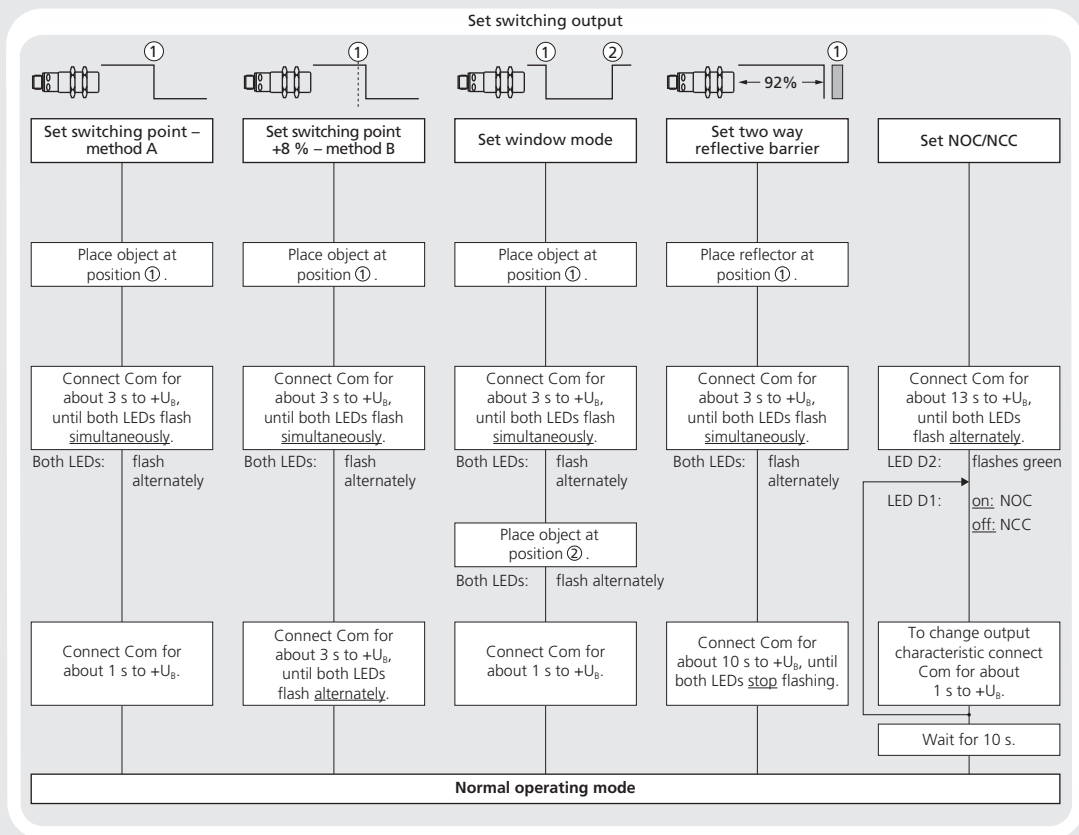 Set switching output
①
①
①
②
92%
①
Set switching point –
method A
Set switching point
+8 % – method B
Set window mode
Set two way
reflective barrier
Set NOC/NCC
Place object at
position ① .
Place object at
position ① .
Place object at
position ① .
Place reflector at
position ① .
Connect Com for
about 3 s to +U_B,
until both LEDs flash
simultaneously.
Connect Com for
about 3 s to +U_B,
until both LEDs flash
simultaneously.
Connect Com for
about 3 s to +U_B,
until both LEDs flash
simultaneously.
Connect Com for
about 3 s to +U_B,
until both LEDs flash
simultaneously.
Connect Com for
about 13 s to +U_B,
until both LEDs
flash alternately.
Both LEDs: flash
alternately
Both LEDs: flash
alternately
Both LEDs: flash
alternately
Both LEDs: flash
alternately
LED D2: flashes green
LED D1: on: NOC
off: NCC
Place object at
position ② .
Both LEDs: flash alternately
Connect Com for
about 1 s to +U_B.
Connect Com for
about 3 s to +U_B,
until both LEDs
flash alternately.
Connect Com for
about 1 s to +U_B.
Connect Com for
about 10 s to +U_B, until
both LEDs stop flashing.
To change output
characteristic connect
Com for about
1 s to +U_B.
Wait for 10 s.
Normal operating mode